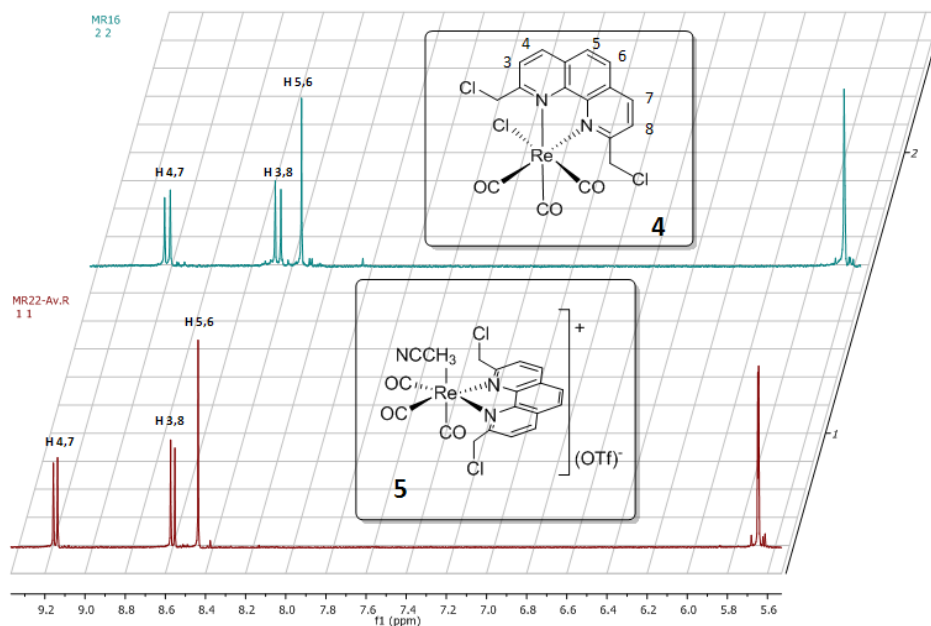 MR16
2 2
H 4,7
H 3,8
H 5,6
4
3
5
6
7
8
Cl
Cl
N
N
Re
OC
CO
CO
Cl
4
2
MR22-Av.R
1 1
H 4,7
H 3,8
H 5,6
Cl
NCCH3
OC
OC
CO
Re
N
N
Cl
+
(OTf)-
5
1
9.2 9.0 8.8 8.6 8.4 8.2 8.0 7.8 7.6 7.4 7.2 7.0 6.8 6.6 6.4 6.2 6.0 5.8 5.6
f1 (ppm)